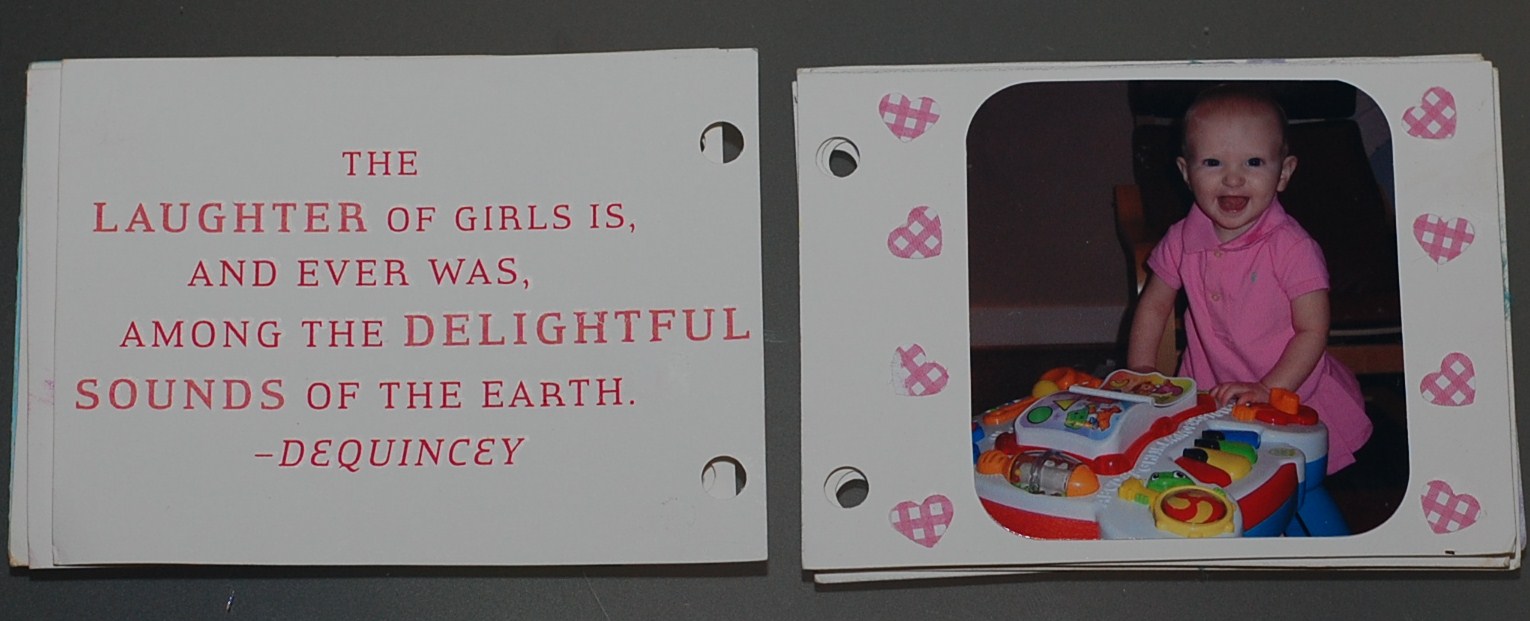 THE
LAUGHTER OF GIRLS IS,
AND EVER WAS,
AMONG THE DELIGHTFUL
SOUNDS OF THE EARTH.
–DEQUINCEY